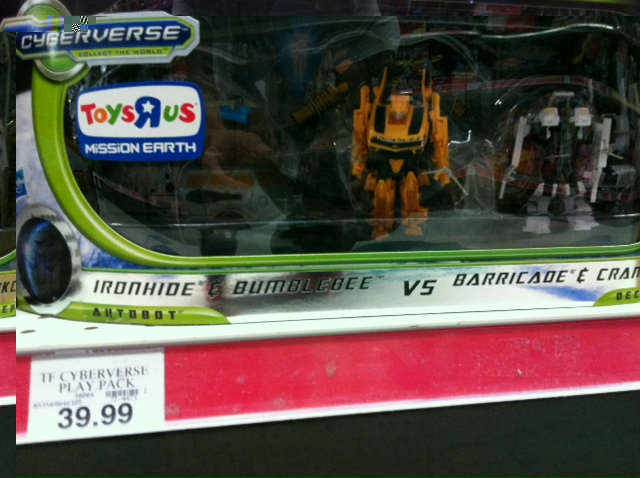 CYBERVERSE
COLLECT THE WORLD
TOYS"R"US
MISSION EARTH
IRONHIDE & BUMBLEBEE VS BARRICADE & CRAN
AUTOBOT
DEC
TF CYBERVERSE
PLAY PACK
39.99